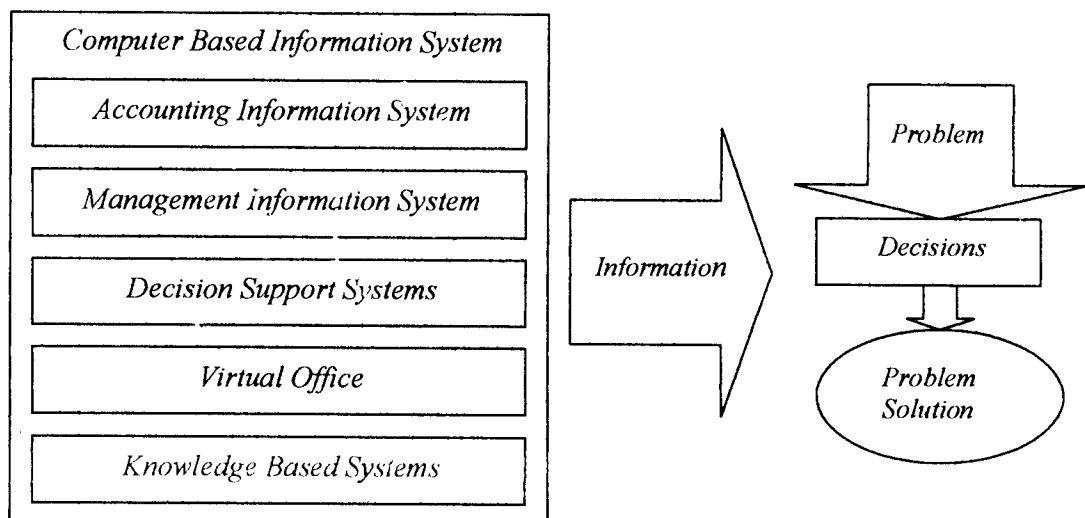 Computer Based Information System
Accounting Information System
Management information System
Decision Support Systems
Virtual Office
Knowledge Based Systems
Information
Problem
Decisions
Problem
Solution